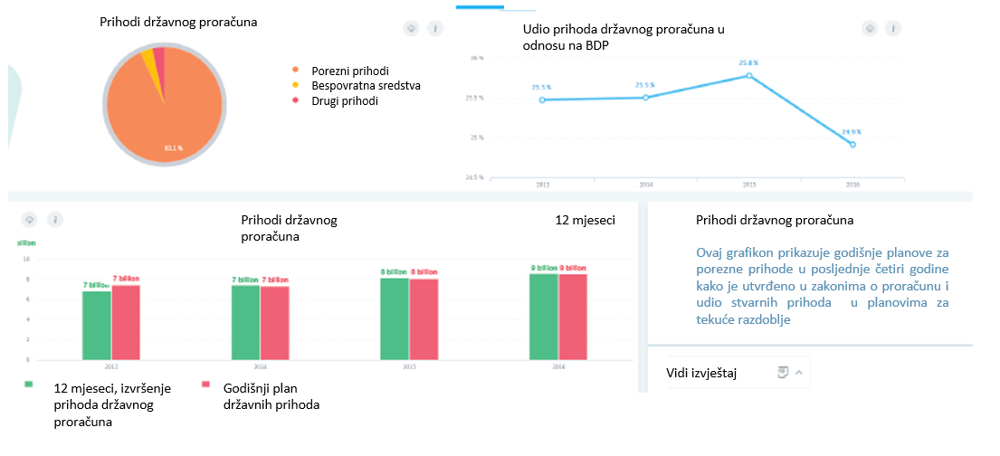 Prihodi državnog proračuna
Porezni prihodi
Bespovratna sredstva
Drugi prihodi
Udio prihoda državnog proračuna u
odnosu na BDP
26 %
25.5 %
25 %
24.5 %
25.5 %
25.5 %
25.8 %
24.9 %
2013
2014
2015
2016
Prihodi državnog
proračuna
12 mjeseci
billion
10
8
6
4
2
0
7 billion
7 billion
7 billion
7 billion
8 billion
8 billion
9 billion
9 billion
2013
2014
2015
2016
12 mjeseci, izvršenje
prihoda državnog
proračuna
Godišnji plan
državnih prihoda
Prihodi državnog proračuna
Ovaj grafikon prikazuje godišnje planove za
porezne prihode u posljednje četiri godine
kako je utvrđeno u zakonima o proračunu i
udio stvarnih prihoda u planovima za
tekuće razdoblje
Vidi izvještaj